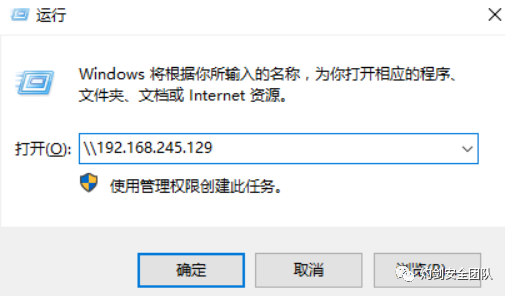 运行
Windows 将根据你所输入的名称，为你打开相应的程序、
文件夹、文档或 Internet 资源。
打开(O): \\192.168.245.129
使用管理权限创建此任务。
确定 取消
剑安全团队